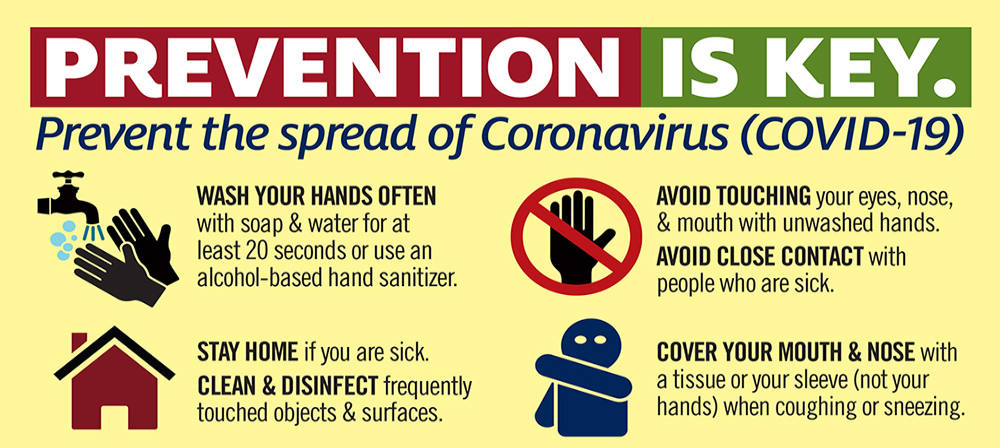 PREVENTION IS KEY.
Prevent the spread of Coronavirus (COVID-19)
WASH YOUR HANDS OFTEN
with soap & water for at
least 20 seconds or use an
alcohol-based hand sanitizer.
AVOID TOUCHING your eyes, nose,
& mouth with unwashed hands.
AVOID CLOSE CONTACT with
people who are sick.
STAY HOME if you are sick.
CLEAN & DISINFECT frequently
touched objects & surfaces.
COVER YOUR MOUTH & NOSE with
a tissue or your sleeve (not your
hands) when coughing or sneezing.